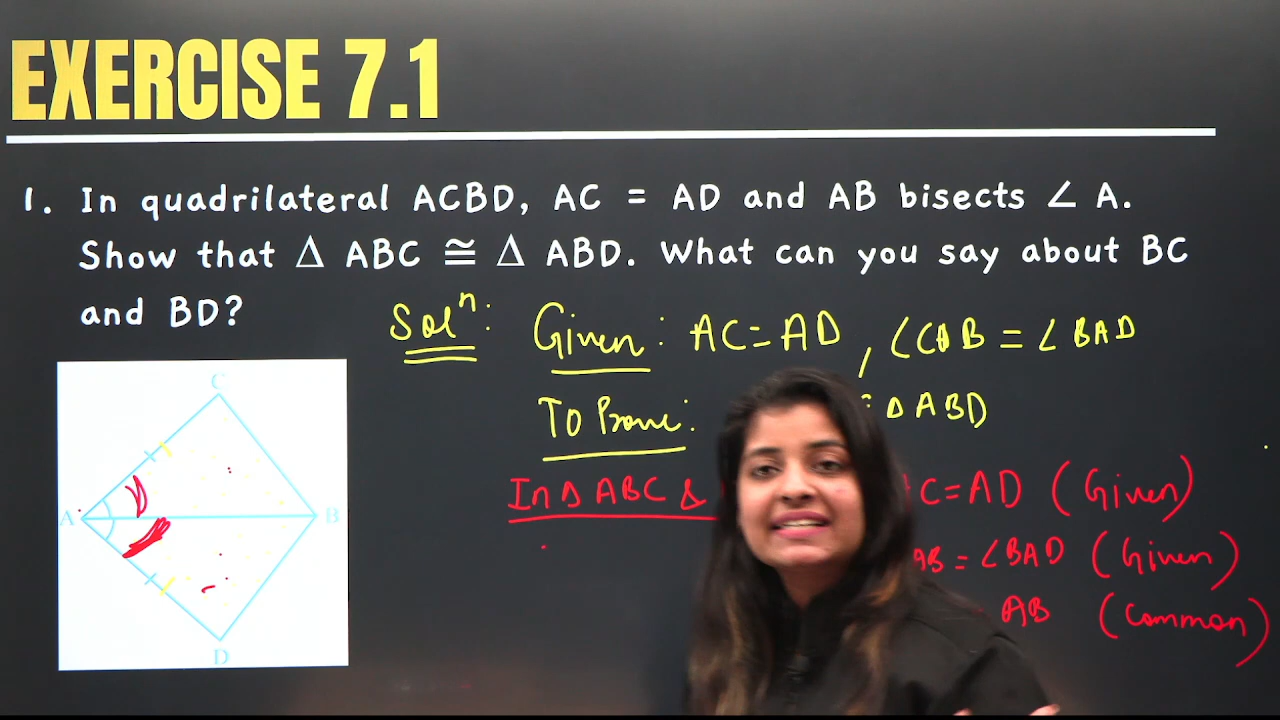 EXERCISE 7.1
1. In quadrilateral ACBD, AC = AD and AB bisects ∠ A.
Show that Δ ABC ≅ Δ ABD. What can you say about BC
and BD?
Solⁿ: Given: AC = AD, ∠CAB = ∠BAD
To Prove: Δ ABD
In Δ ABC & C = AD (Given)
AB = ∠BAD (Given)
AB (Common)
C
A
B
D